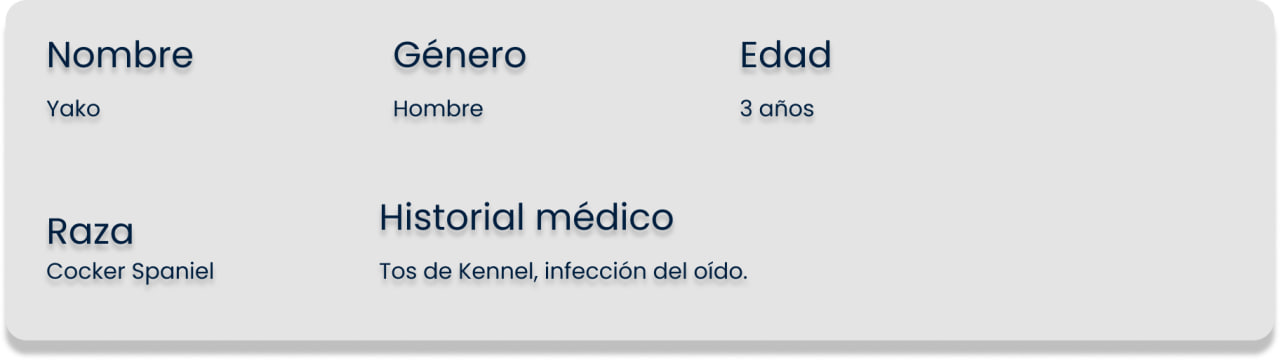 Nombre
Género
Edad
Yako
Hombre
3 años
Raza
Historial médico
Cocker Spaniel
Tos de Kennel, infección del oído.